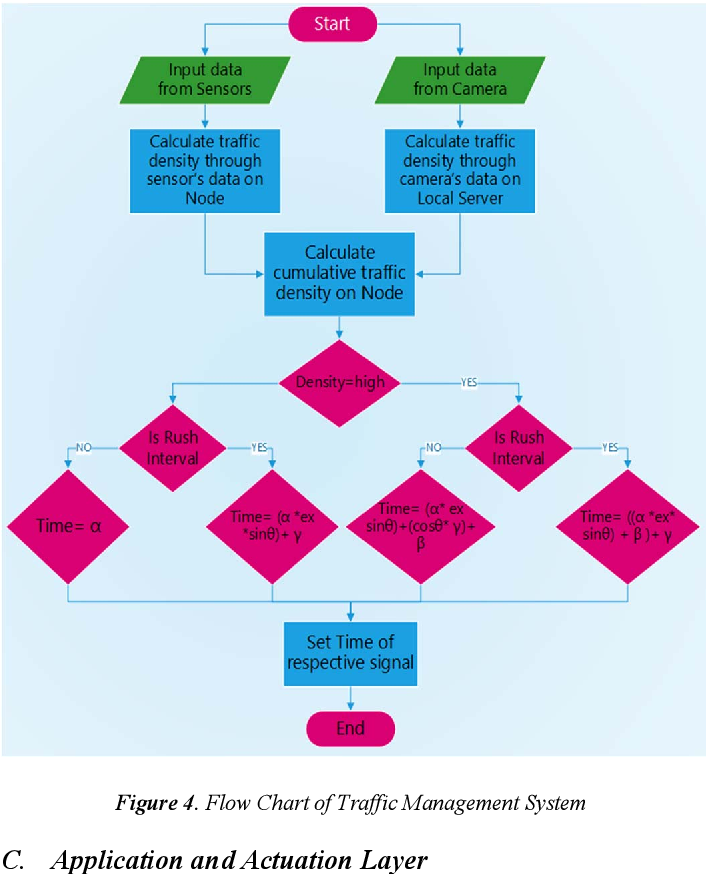 Start
Input data
from Sensors
Input data
from Camera
Calculate traffic
density through
sensor's data on
Node
Calculate traffic
density through
camera's data on
Local Server
Calculate
cumulative traffic
density on Node
Density=high
YES
Is Rush
Interval
Is Rush
Interval
NO
YES
NO
YES
Time= α
Time= (α *ex
*sinθ)+ γ
Time= (α* ex
sinθ)+(cosθ* γ)+
β
Time= ((α *ex*
sinθ) + β )+ γ
Set Time of
respective signal
End
Figure 4. Flow Chart of Traffic Management System
C. Application and Actuation Layer